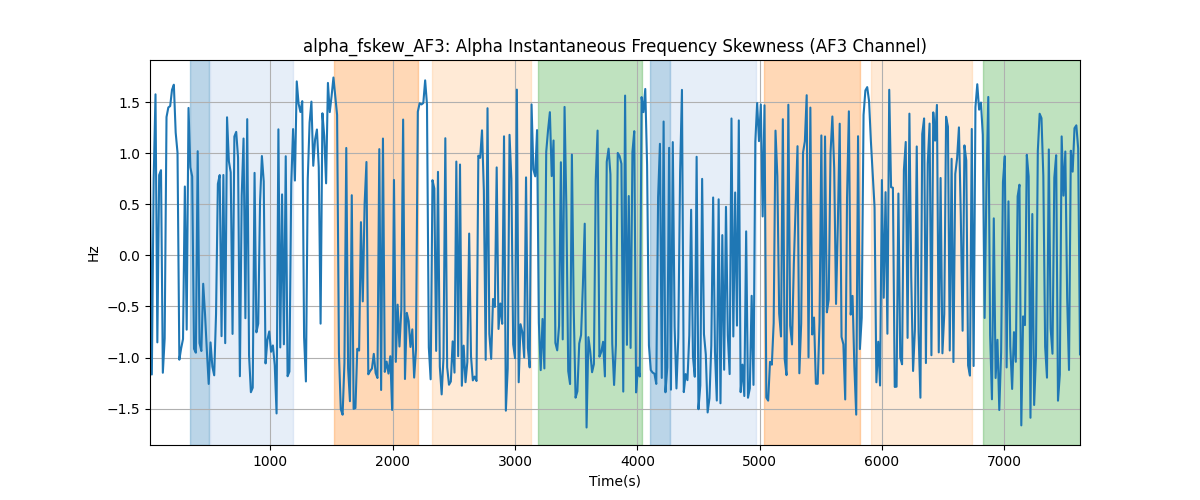 alpha_fskew_AF3: Alpha Instantaneous Frequency Skewness (AF3 Channel)
Hz
1.5
1.0
0.5
0.0
−0.5
−1.0
−1.5
1000 2000 3000 4000 5000 6000 7000
Time(s)